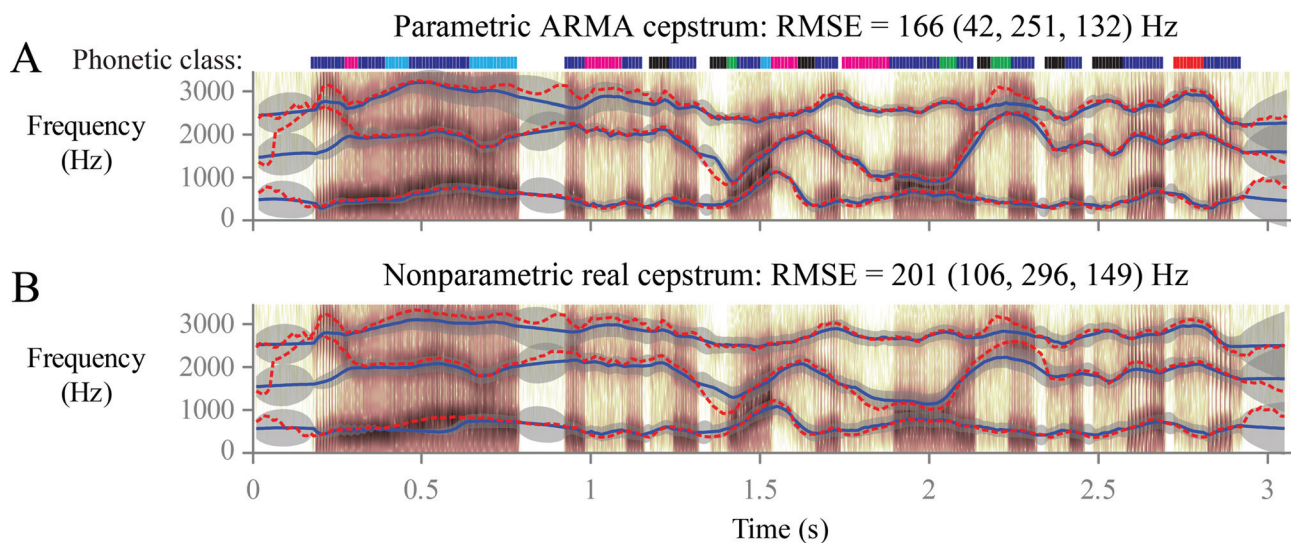 Parametric ARMA cepstrum: RMSE = 166 (42, 251, 132) Hz
A
Phonetic class:
Frequency
(Hz)
3000
2000
1000
0
Nonparametric real cepstrum: RMSE = 201 (106, 296, 149) Hz
B
Frequency
(Hz)
3000
2000
1000
0
0 0.5 1 1.5 2 2.5 3
Time (s)